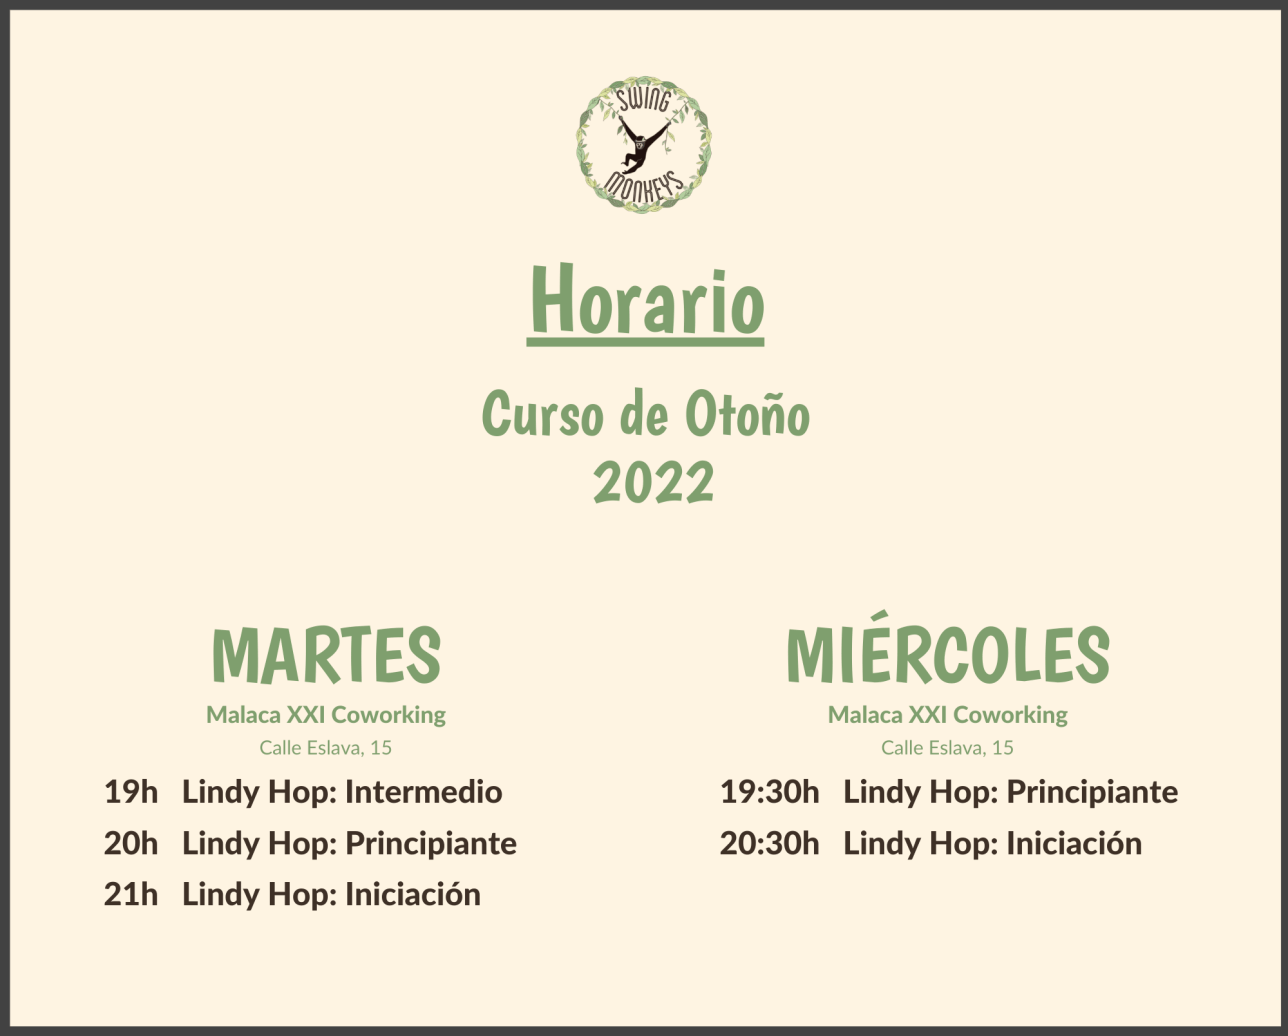 SWING
MONKEYS
Horario
Curso de Otoño
2022
MARTES
Malaca XXI Coworking
Calle Eslava, 15
19h Lindy Hop: Intermedio
20h Lindy Hop: Principiante
21h Lindy Hop: Iniciación
MIÉRCOLES
Malaca XXI Coworking
Calle Eslava, 15
19:30h Lindy Hop: Principiante
20:30h Lindy Hop: Iniciación